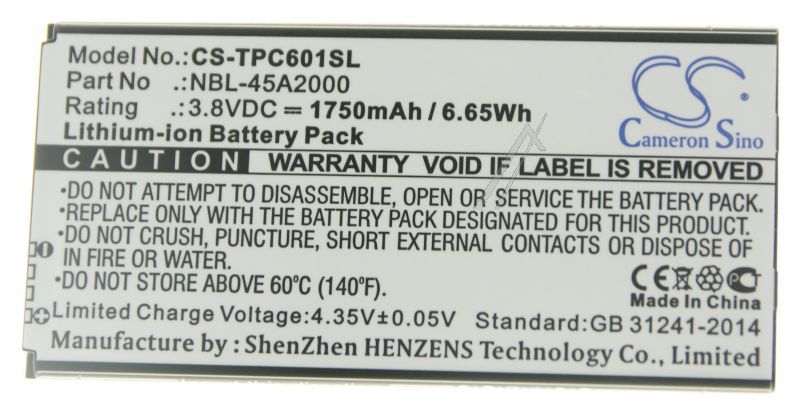 Model No.: CS-TPC601SL
Part No. :NBL-45A2000
Rating :3.8VDC ⎓ 1750mAh / 6.65Wh
Lithium-ion Battery Pack
CS
Cameron Sino
CAUTION WARRANTY VOID IF LABEL IS REMOVED
•DO NOT ATTEMPT TO DISASSEMBLE, OPEN OR SERVICE THE BATTERY PACK.
•REPLACE ONLY WITH THE BATTERY PACK DESIGNATED FOR THIS PRODUCT.
•DO NOT CRUSH, PUNCTURE, SHORT EXTERNAL CONTACTS OR DISPOSE OF
IN FIRE OR WATER.
•DO NOT STORE ABOVE 60°C (140°F).
CE
Made In China
Limited Charge Voltage:4.35V±0.05V
Standard:GB 31241-2014
Manufacture by:ShenZhen HENZENS Technology Co., Ltd.